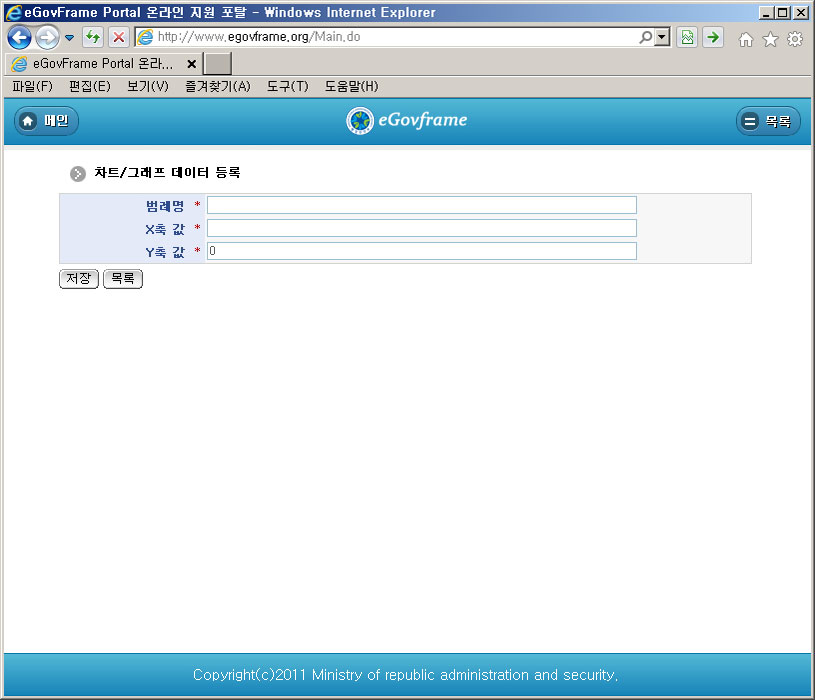 eGovFrame Portal 온라인 지원 포탈 - Windows Internet Explorer
http://www.egovframe.org/Main.do
eGovFrame Portal 온라...
파일(F) 편집(E) 보기(V) 즐겨찾기(A) 도구(T) 도움말(H)
메인 eGovframe 목록
차트/그래프 데이터 등록
범례명 *
X축 값 *
Y축 값 * 0
저장 목록
Copyright(c)2011 Ministry of republic administration and security.